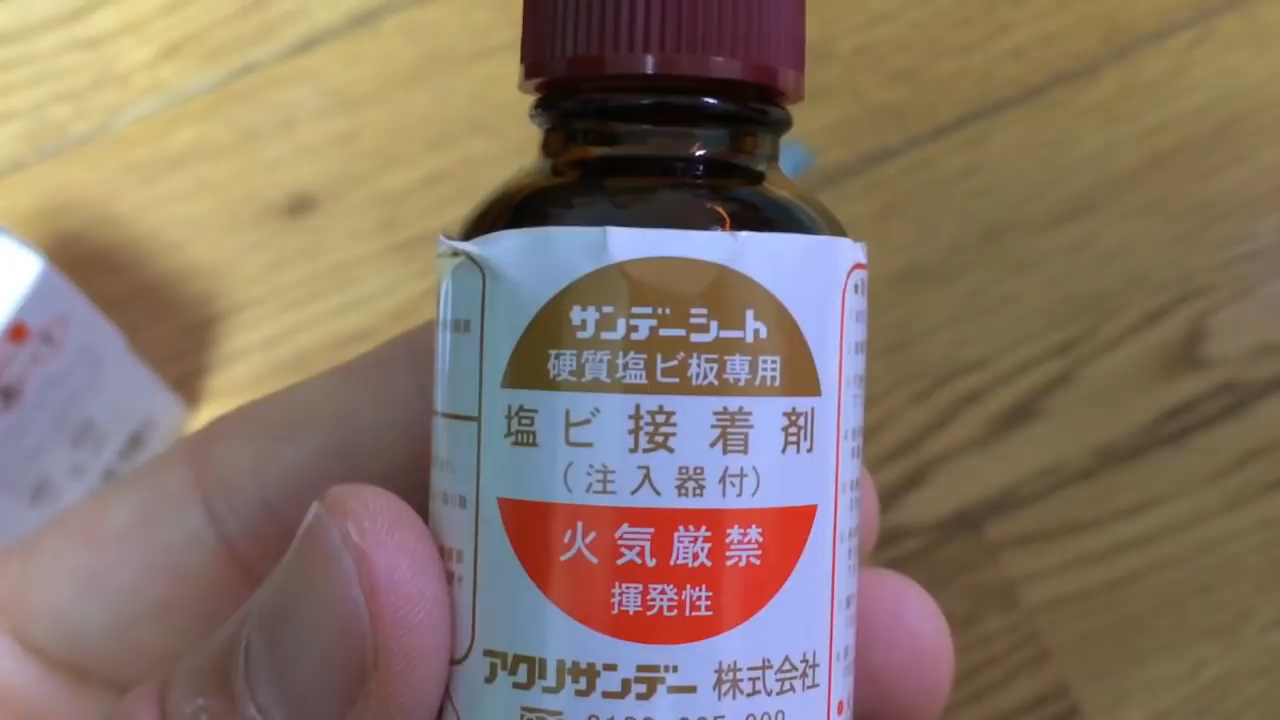 サンデーシート
硬質塩ビ板専用
塩ビ接着剤
(注入器付)
火気厳禁
揮発性
アクリサンデー株式会社